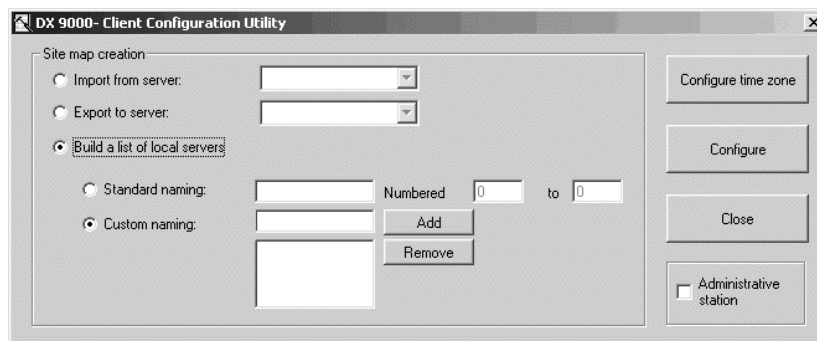 DX 9000- Client Configuration Utility
Site map creation
Import from server:
Export to server:
Build a list of local servers
Standard naming:
Numbered 0 to 0
Custom naming:
Add
Remove
Configure time zone
Configure
Close
Administrative
station